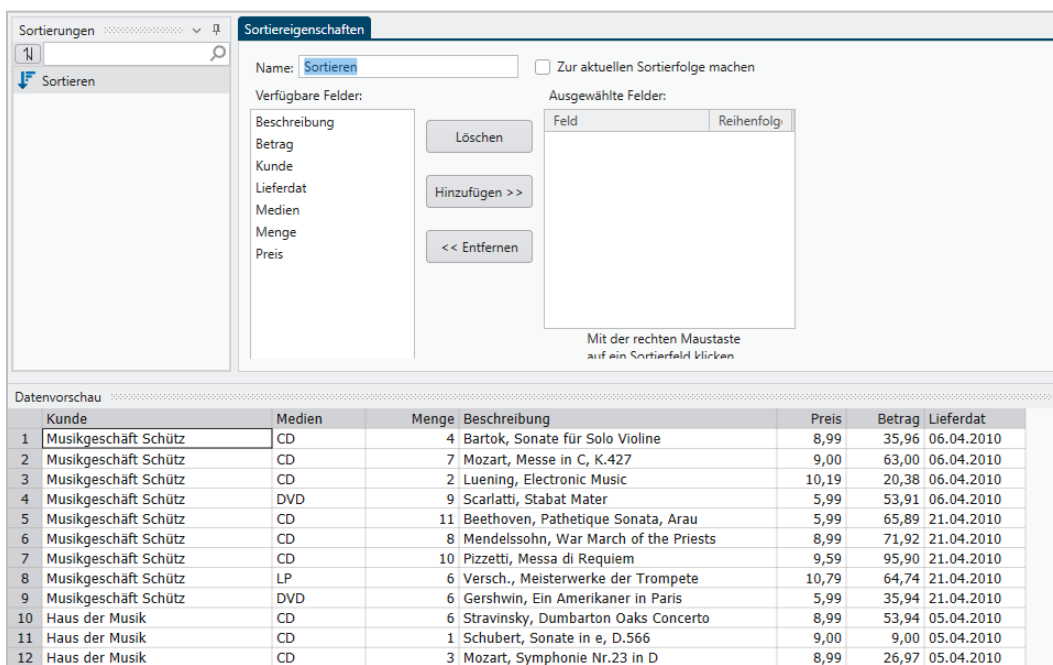 Sortierungen
Sortieren
Sortiereigenschaften
Name: Sortieren
Zur aktuellen Sortierfolge machen
Verfügbare Felder:
Beschreibung
Betrag
Kunde
Lieferdat
Medien
Menge
Preis
Löschen
Hinzufügen >>
<< Entfernen
Ausgewählte Felder:
Feld Reihenfolg
Mit der rechten Maustaste
auf ein Sortierfeld klicken
Datenvorschau
Kunde Medien Menge Beschreibung Preis Betrag Lieferdat
1 Musikgeschäft Schütz CD 4 Bartok, Sonate für Solo Violine 8,99 35,96 06.04.2010
2 Musikgeschäft Schütz CD 7 Mozart, Messe in C, K.427 9,00 63,00 06.04.2010
3 Musikgeschäft Schütz CD 2 Luening, Electronic Music 10,19 20,38 06.04.2010
4 Musikgeschäft Schütz DVD 9 Scarlatti, Stabat Mater 5,99 53,91 06.04.2010
5 Musikgeschäft Schütz CD 11 Beethoven, Pathetique Sonata, Arau 5,99 65,89 21.04.2010
6 Musikgeschäft Schütz CD 8 Mendelssohn, War March of the Priests 8,99 71,92 21.04.2010
7 Musikgeschäft Schütz CD 10 Pizzetti, Messa di Requiem 9,59 95,90 21.04.2010
8 Musikgeschäft Schütz LP 6 Versch., Meisterwerke der Trompete 10,79 64,74 21.04.2010
9 Musikgeschäft Schütz DVD 6 Gershwin, Ein Amerikaner in Paris 5,99 35,94 21.04.2010
10 Haus der Musik CD 6 Stravinsky, Dumbarton Oaks Concerto 8,99 53,94 05.04.2010
11 Haus der Musik CD 1 Schubert, Sonate in e, D.566 9,00 9,00 05.04.2010
12 Haus der Musik CD 3 Mozart, Symphonie Nr.23 in D 8,99 26,97 05.04.2010